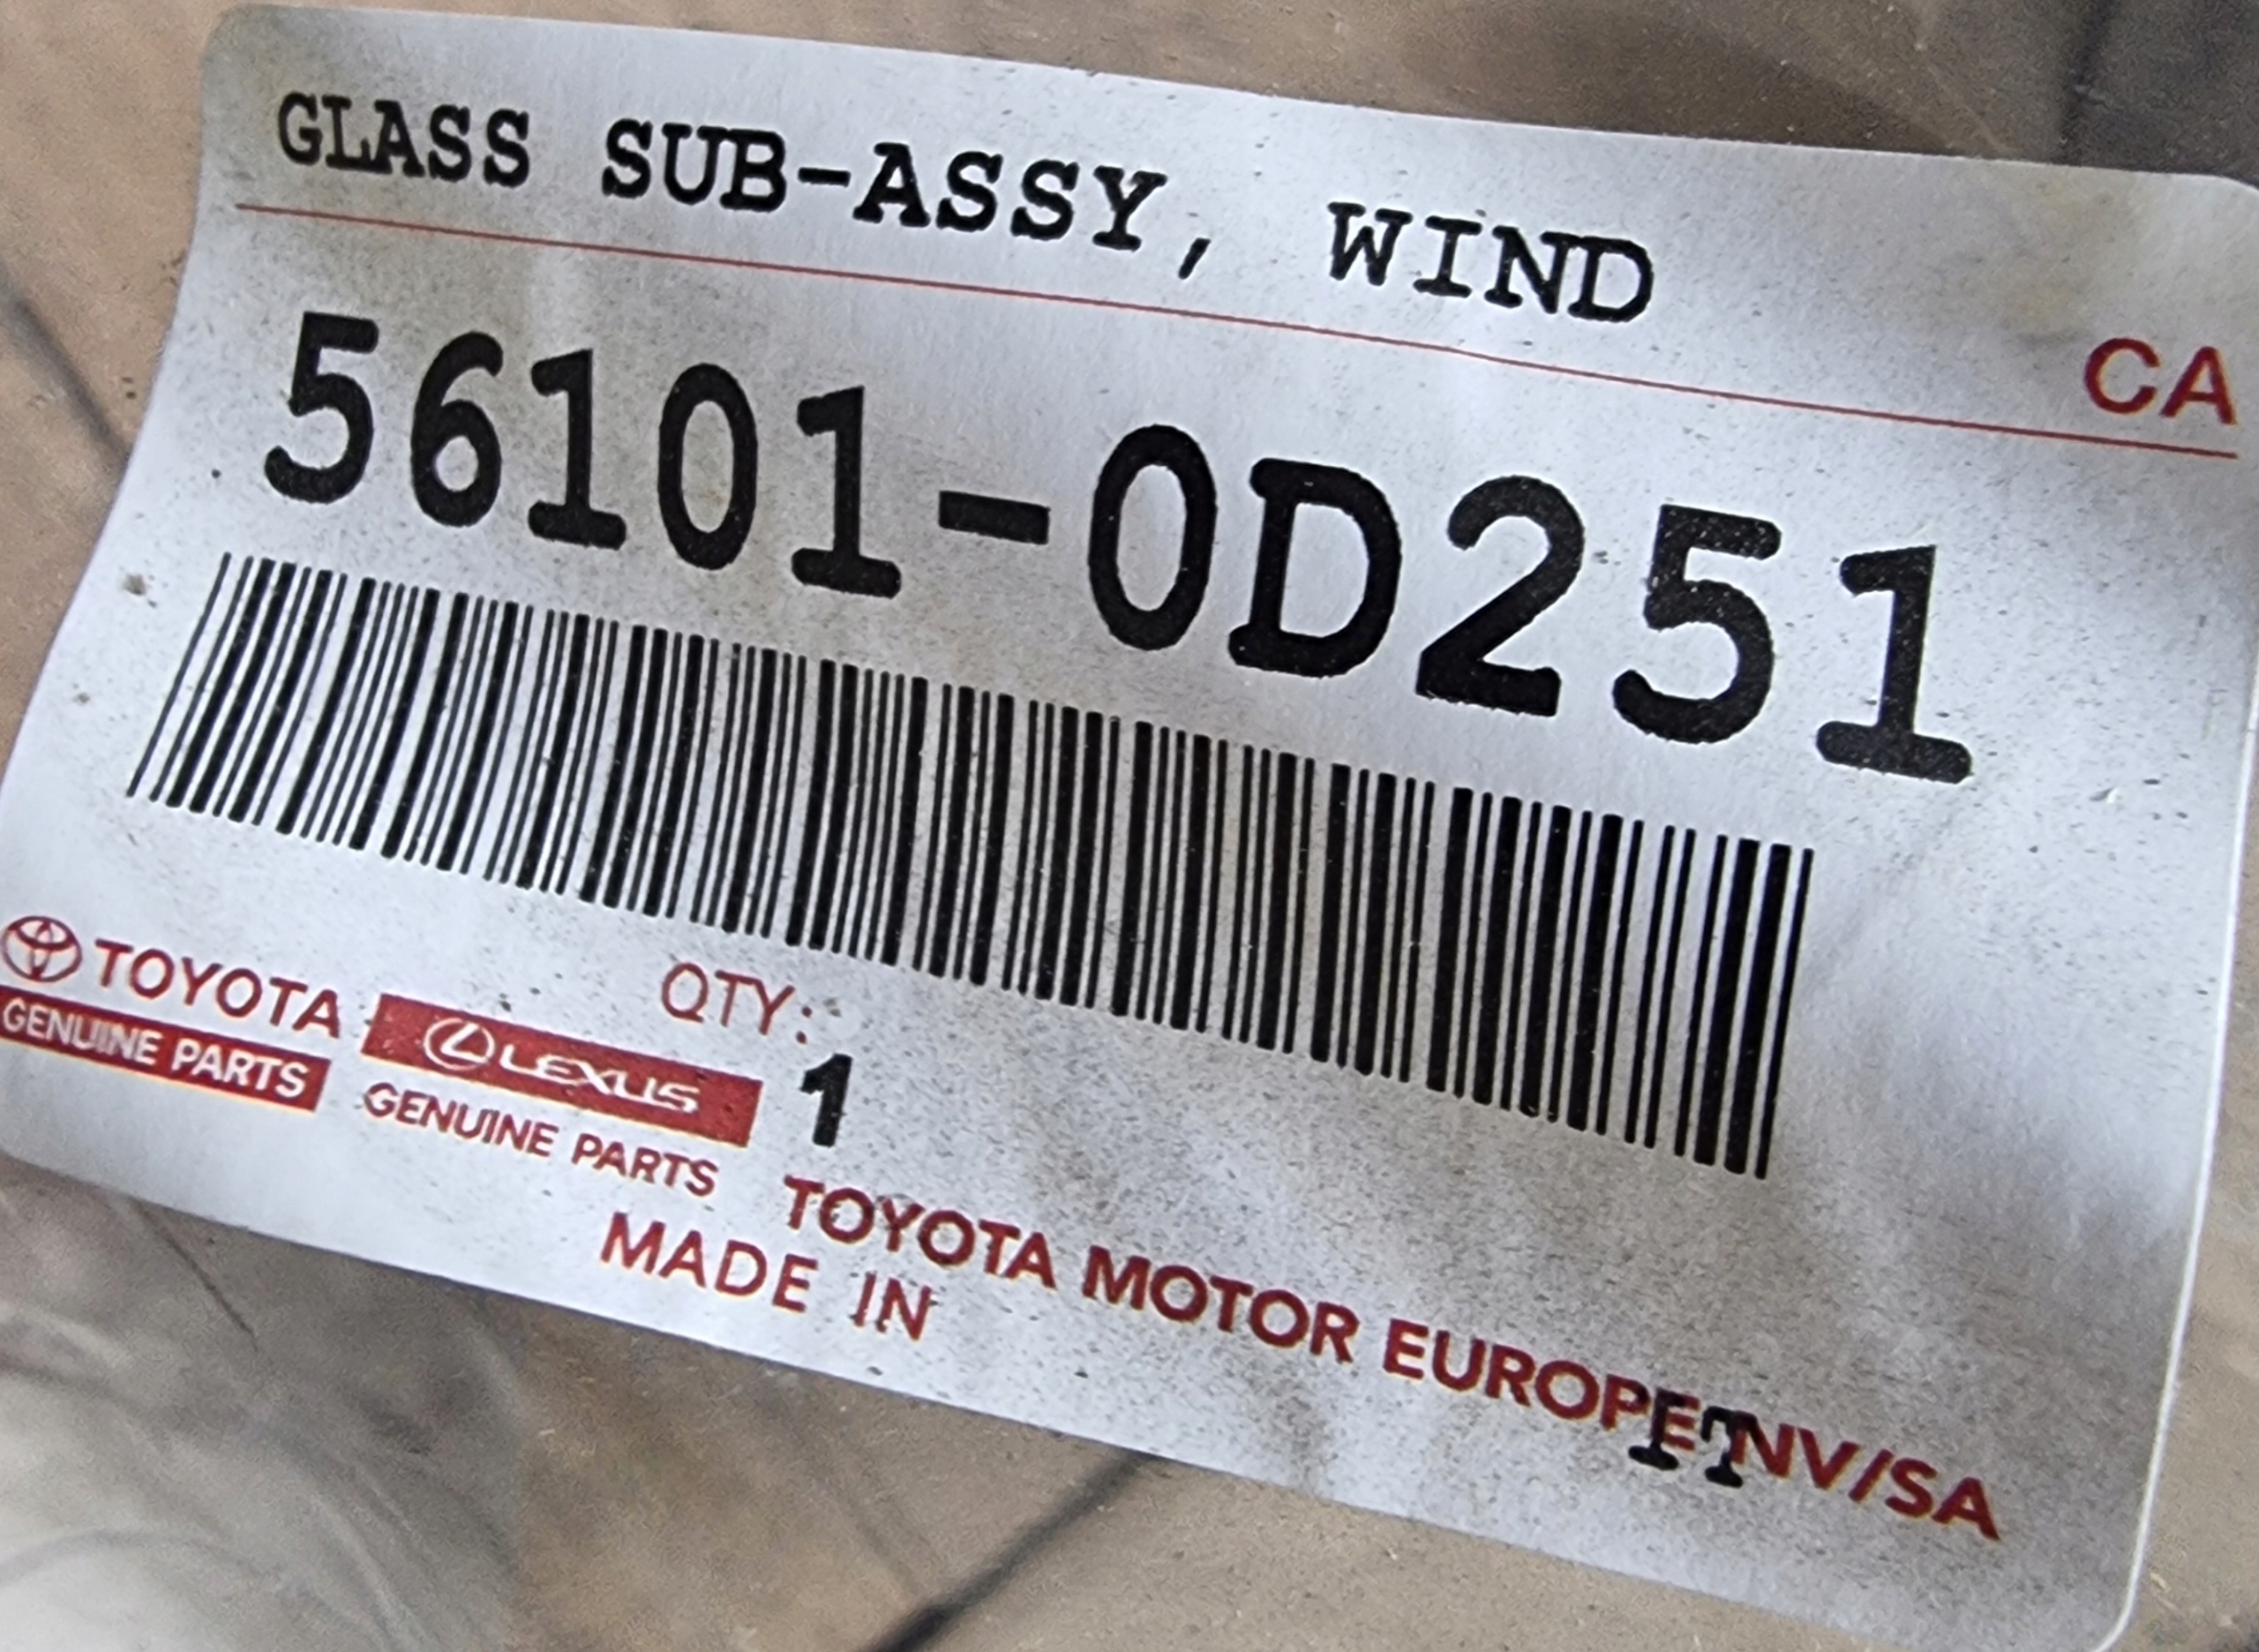 GLASS SUB-ASSY, WIND
CA
56101-0D251
TOYOTA
GENUINE PARTS
LEXUS
GENUINE PARTS
QTY:
1
TOYOTA MOTOR EUROPE NV/SA
MADE IN
IT